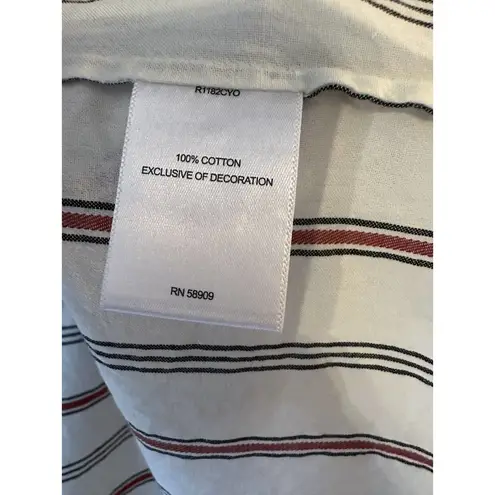 R1182CYO
100% COTTON
EXCLUSIVE OF DECORATION
RN 58909